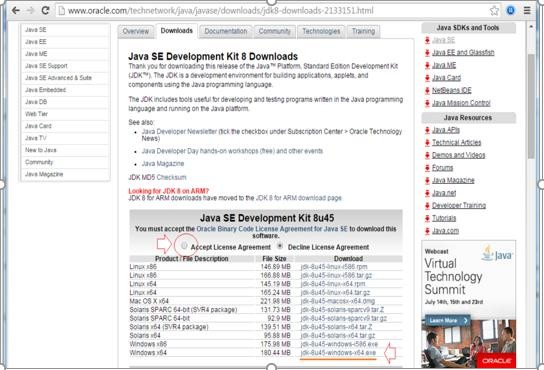 www.oracle.com/technetwork/java/javase/downloads/jdk8-downloads-2133151.html
Java SE
Java EE
Java ME
Java SE Support
Java SE Advanced & Suite
Java Embedded
Java DB
Web Tier
Java Card
Java TV
New to Java
Community
Java Magazine
Overview
Downloads
Documentation
Community
Technologies
Training
Java SE Development Kit 8 Downloads
Thank you for downloading this release of the Java™ Platform, Standard Edition Development Kit
(JDK™). The JDK is a development environment for building applications, applets, and
components using the Java programming language.
The JDK includes tools useful for developing and testing programs written in the Java programming
language and running on the Java platform.
See also:
Java Developer Newsletter (tick the checkbox under Subscription Center > Oracle Technology
News)
Java Developer Day hands-on workshops (free) and other events
Java Magazine
JDK MD5 Checksum
Looking for JDK 8 on ARM?
JDK 8 for ARM downloads have moved to the JDK 8 for ARM download page.
Java SE Development Kit 8u45
You must accept the Oracle Binary Code License Agreement for Java SE to download this
software.
Accept License Agreement Decline License Agreement
Product / File Description File Size Download
Linux x86 146.89 MB jdk-8u45-linux-i586.rpm
Linux x86 166.88 MB jdk-8u45-linux-i586.tar.gz
Linux x64 145.19 MB jdk-8u45-linux-x64.rpm
Linux x64 165.24 MB jdk-8u45-linux-x64.tar.gz
Mac OS X x64 221.98 MB jdk-8u45-macosx-x64.dmg
Solaris SPARC 64-bit (SVR4 package) 131.73 MB jdk-8u45-solaris-sparcv9.tar.Z
Solaris SPARC 64-bit 92.9 MB jdk-8u45-solaris-sparcv9.tar.gz
Solaris x64 (SVR4 package) 139.51 MB jdk-8u45-solaris-x64.tar.Z
Solaris x64 95.88 MB jdk-8u45-solaris-x64.tar.gz
Windows x86 175.98 MB jdk-8u45-windows-i586.exe
Windows x64 180.44 MB jdk-8u45-windows-x64.exe
Java SDKs and Tools
Java SE
Java EE and Glassfish
Java ME
Java Card
NetBeans IDE
Java Mission Control
Java Resources
Java APIs
Technical Articles
Demos and Videos
Forums
Java Magazine
Java.net
Developer Training
Tutorials
Java.com
Webcast
Java
Virtual
Technology
Summit
July 14th, 16th and 23rd
Learn More
ORACLE